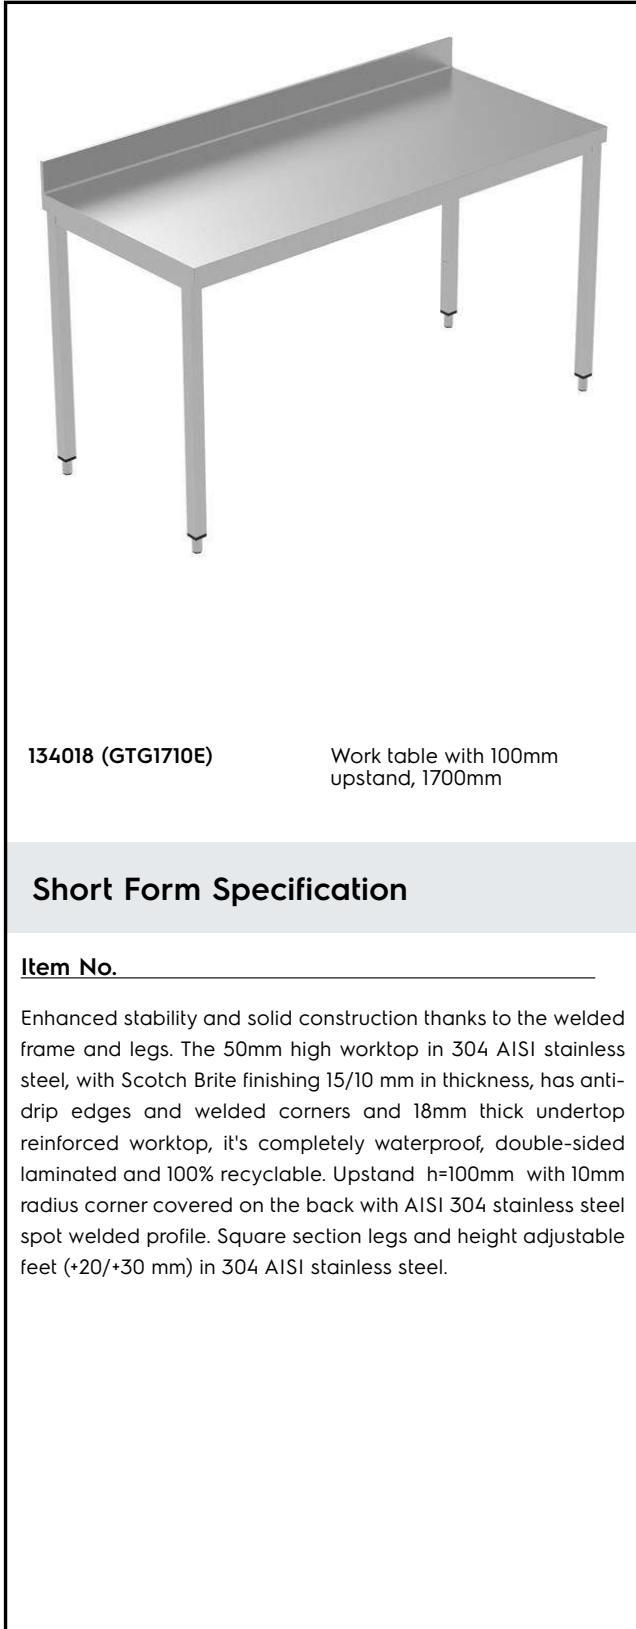 134018 (GTG1710E)
Work table with 100mm
upstand, 1700mm
Short Form Specification
Item No.
Enhanced stability and solid construction thanks to the welded
frame and legs. The 50mm high worktop in 304 AISI stainless
steel, with Scotch Brite finishing 15/10 mm in thickness, has anti-
drip edges and welded corners and 18mm thick undertop
reinforced worktop, it's completely waterproof, double-sided
laminated and 100% recyclable. Upstand h=100mm with 10mm
radius corner covered on the back with AISI 304 stainless steel
spot welded profile. Square section legs and height adjustable
feet (+20/+30 mm) in 304 AISI stainless steel.